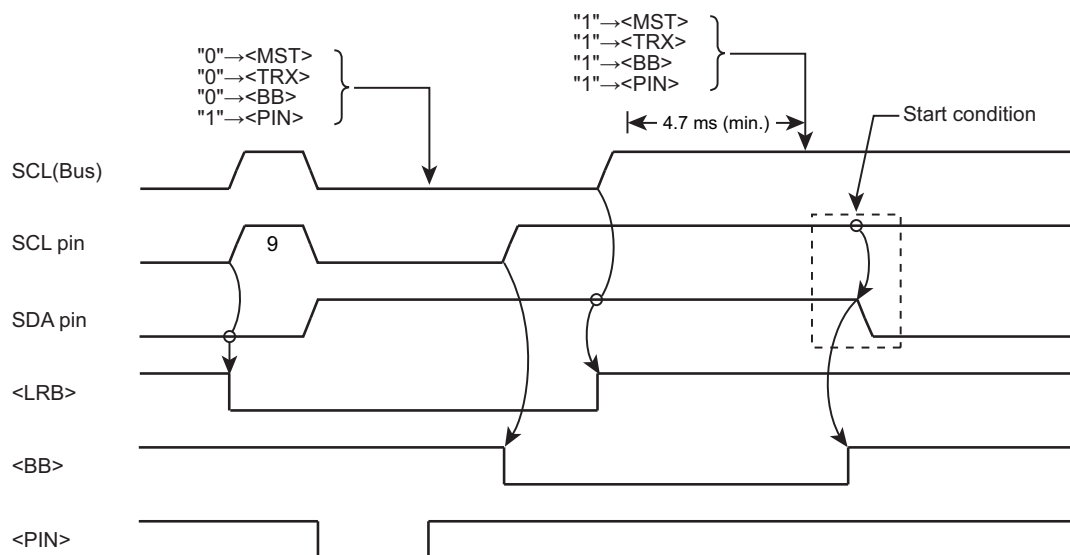 "0"→<MST>
"0"→<TRX>
"0"→<BB>
"1"→<PIN>
"1"→<MST>
"1"→<TRX>
"1"→<BB>
"1"→<PIN>
4.7 ms (min.)
Start condition
SCL(Bus)
SCL pin
9
SDA pin
<LRB>
<BB>
<PIN>